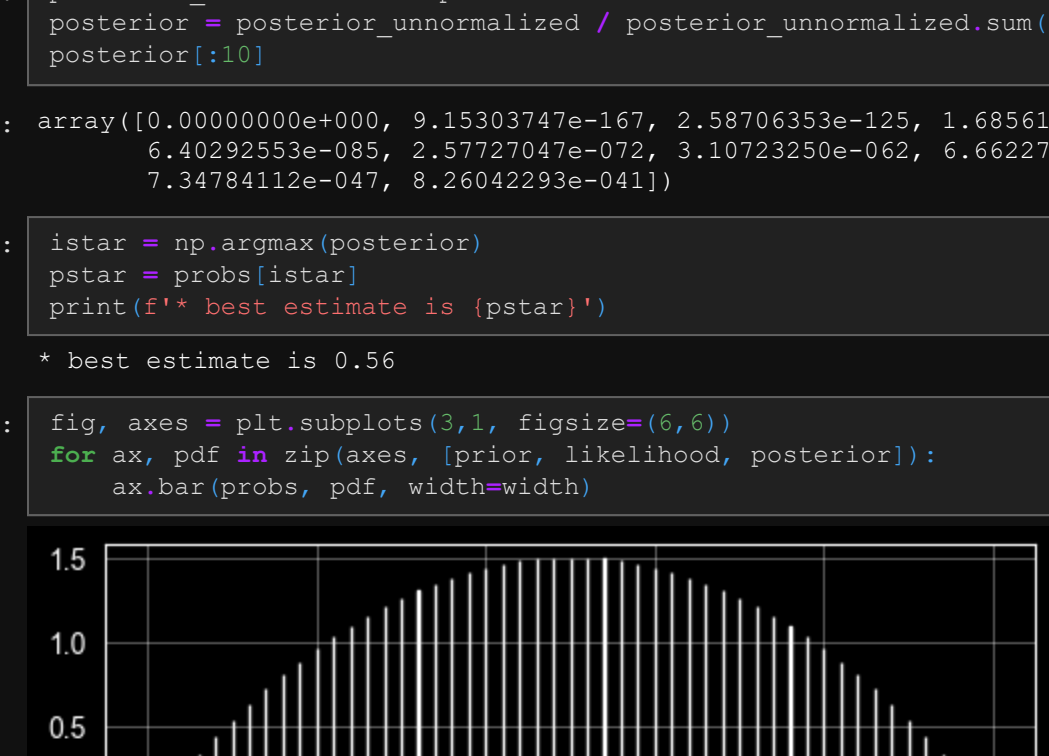 posterior = posterior_unnormalized / posterior_unnormalized.sum(
posterior[:10]
: array([0.00000000e+000, 9.15303747e-167, 2.58706353e-125, 1.68561
6.40292553e-085, 2.57727047e-072, 3.10723250e-062, 6.66227
7.34784112e-047, 8.26042293e-041])
: istar = np.argmax(posterior)
pstar = probs[istar]
print(f'* best estimate is {pstar}')
* best estimate is 0.56
: fig, axes = plt.subplots(3,1, figsize=(6,6))
for ax, pdf in zip(axes, [prior, likelihood, posterior]):
ax.bar(probs, pdf, width=width)
1.5
1.0
0.5